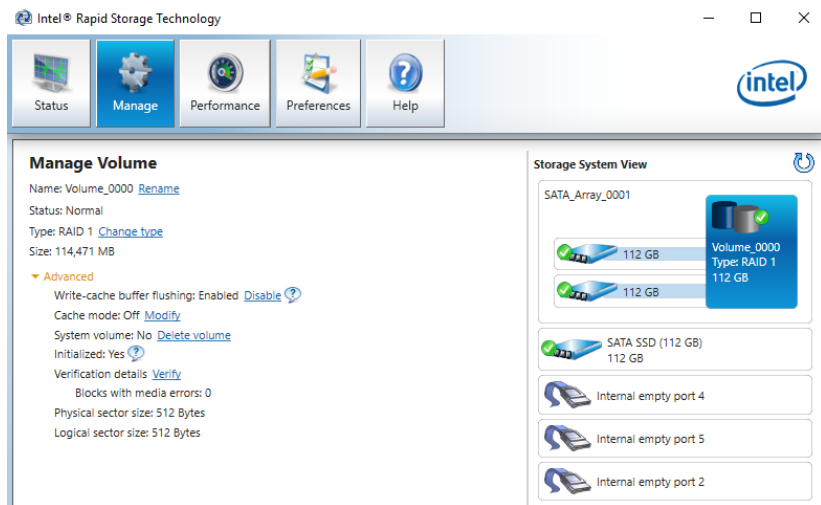 Intel® Rapid Storage Technology
Status
Manage
Performance
Preferences
Help
intel
Manage Volume
Name: Volume_0000 Rename
Status: Normal
Type: RAID 1 Change type
Size: 114,471 MB
Advanced
Write-cache buffer flushing: Enabled Disable ?
Cache mode: Off Modify
System volume: No Delete volume
Initialized: Yes ?
Verification details Verify
Blocks with media errors: 0
Physical sector size: 512 Bytes
Logical sector size: 512 Bytes
Storage System View
SATA_Array_0001
112 GB
112 GB
Volume_0000
Type: RAID 1
112 GB
SATA SSD (112 GB)
112 GB
Internal empty port 4
Internal empty port 5
Internal empty port 2